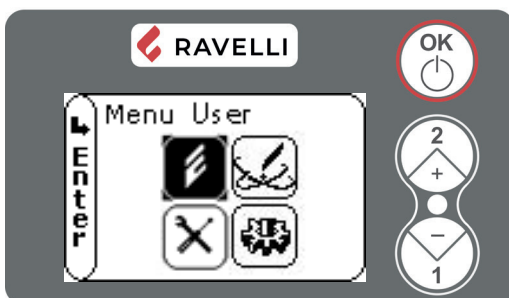 RAVELLI
OK
Menu User
Enter
2
+
–
1